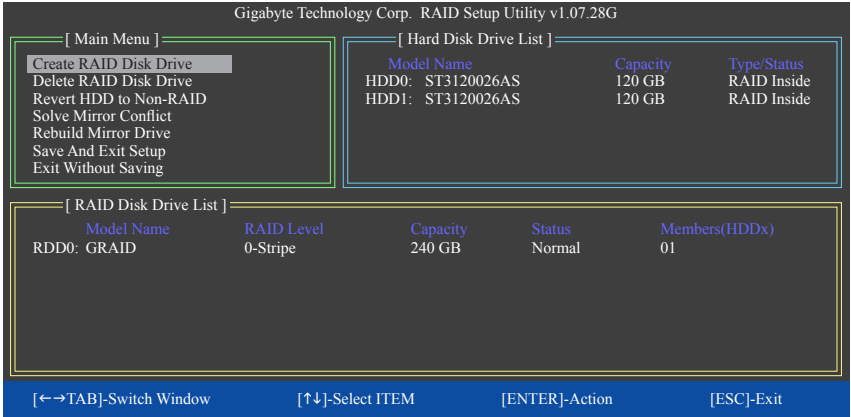 Gigabyte Technology Corp. RAID Setup Utility v1.07.28G
[ Main Menu ]
Create RAID Disk Drive
Delete RAID Disk Drive
Revert HDD to Non-RAID
Solve Mirror Conflict
Rebuild Mirror Drive
Save And Exit Setup
Exit Without Saving
[ Hard Disk Drive List ]
Model Name Capacity Type/Status
HDD0: ST3120026AS 120 GB RAID Inside
HDD1: ST3120026AS 120 GB RAID Inside
[ RAID Disk Drive List ]
Model Name RAID Level Capacity Status Members(HDDx)
RDD0: GRAID 0-Stripe 240 GB Normal 01
[←→TAB]-Switch Window [↑↓]-Select ITEM [ENTER]-Action [ESC]-Exit